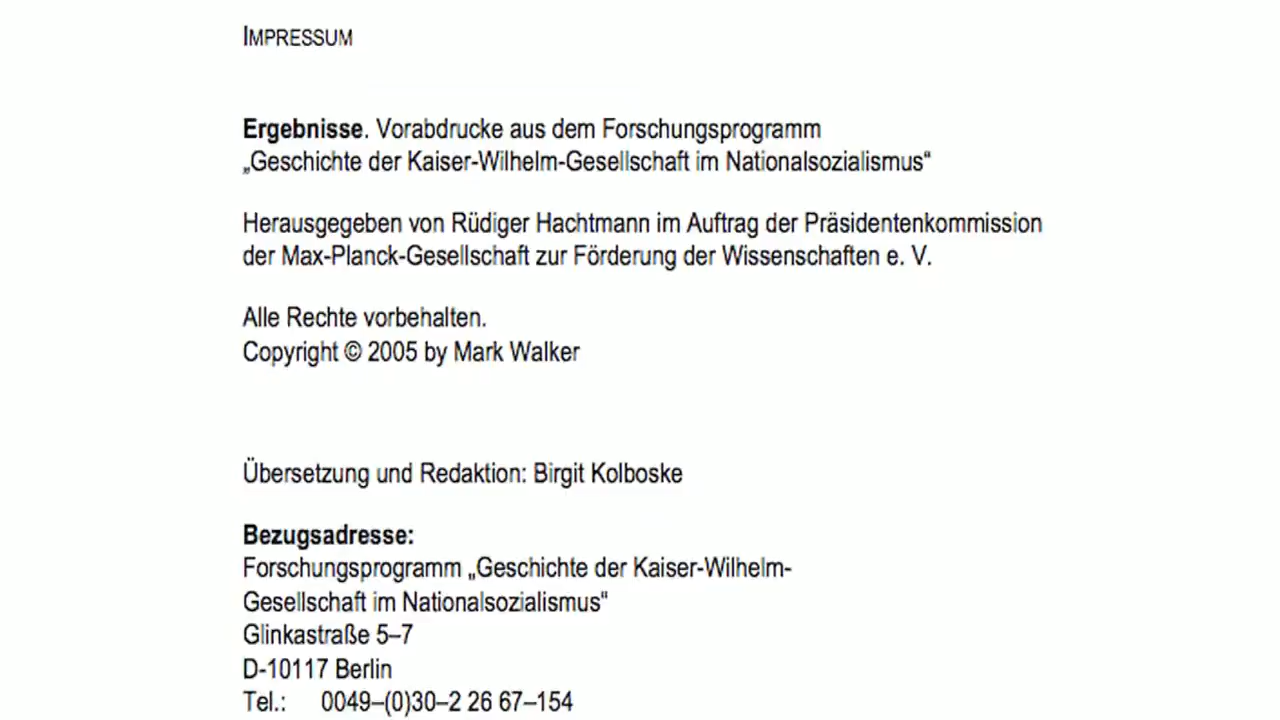 IMPRESSUM
Ergebnisse. Vorabdrucke aus dem Forschungsprogramm
„Geschichte der Kaiser-Wilhelm-Gesellschaft im Nationalsozialismus“
Herausgegeben von Rüdiger Hachtmann im Auftrag der Präsidentenkommission
der Max-Planck-Gesellschaft zur Förderung der Wissenschaften e. V.
Alle Rechte vorbehalten.
Copyright © 2005 by Mark Walker
Übersetzung und Redaktion: Birgit Kolboske
Bezugsadresse:
Forschungsprogramm „Geschichte der Kaiser-Wilhelm-
Gesellschaft im Nationalsozialismus“
Glinkastraße 5–7
D-10117 Berlin
Tel.: 0049–(0)30–2 26 67–154